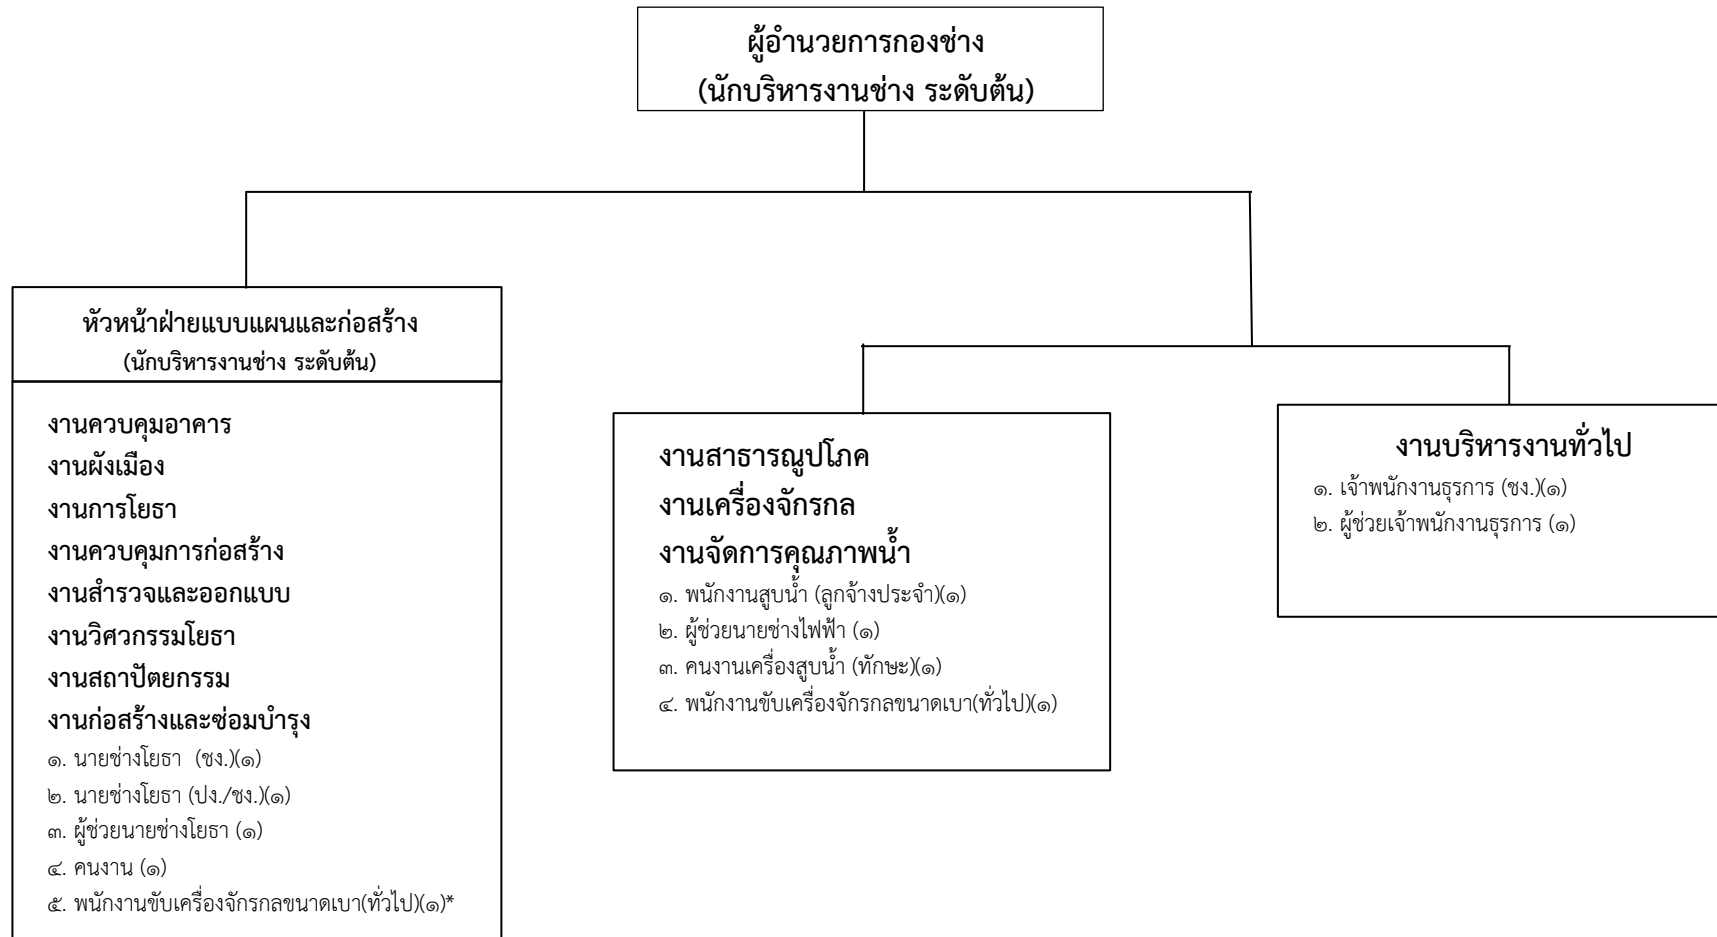 ผู้อำนวยการกองช่าง
(นักบริหารงานช่าง ระดับต้น)
หัวหน้าฝ่ายแบบแผนและก่อสร้าง
(นักบริหารงานช่าง ระดับต้น)
งานควบคุมอาคาร
งานผังเมือง
งานการโยธา
งานควบคุมการก่อสร้าง
งานสำรวจและออกแบบ
งานวิศวกรรมโยธา
งานสถาปัตยกรรม
งานก่อสร้างและซ่อมบำรุง
๑. นายช่างโยธา (ชง.)(๑)
๒. นายช่างโยธา (ปง./ชง.)(๑)
๓. ผู้ช่วยนายช่างโยธา (๑)
๔. คนงาน (๑)
๕. พนักงานขับเครื่องจักรกลขนาดเบา(ทั่วไป)(๑)*
งานสาธารณูปโภค
งานเครื่องจักรกล
งานจัดการคุณภาพน้ำ
๑. พนักงานสูบน้ำ (ลูกจ้างประจำ)(๑)
๒. ผู้ช่วยนายช่างไฟฟ้า (๑)
๓. คนงานเครื่องสูบน้ำ (ทักษะ)(๑)
๔. พนักงานขับเครื่องจักรกลขนาดเบา(ทั่วไป)(๑)
งานบริหารงานทั่วไป
๑. เจ้าพนักงานธุรการ (ชง.)(๑)
๒. ผู้ช่วยเจ้าพนักงานธุรการ (๑)